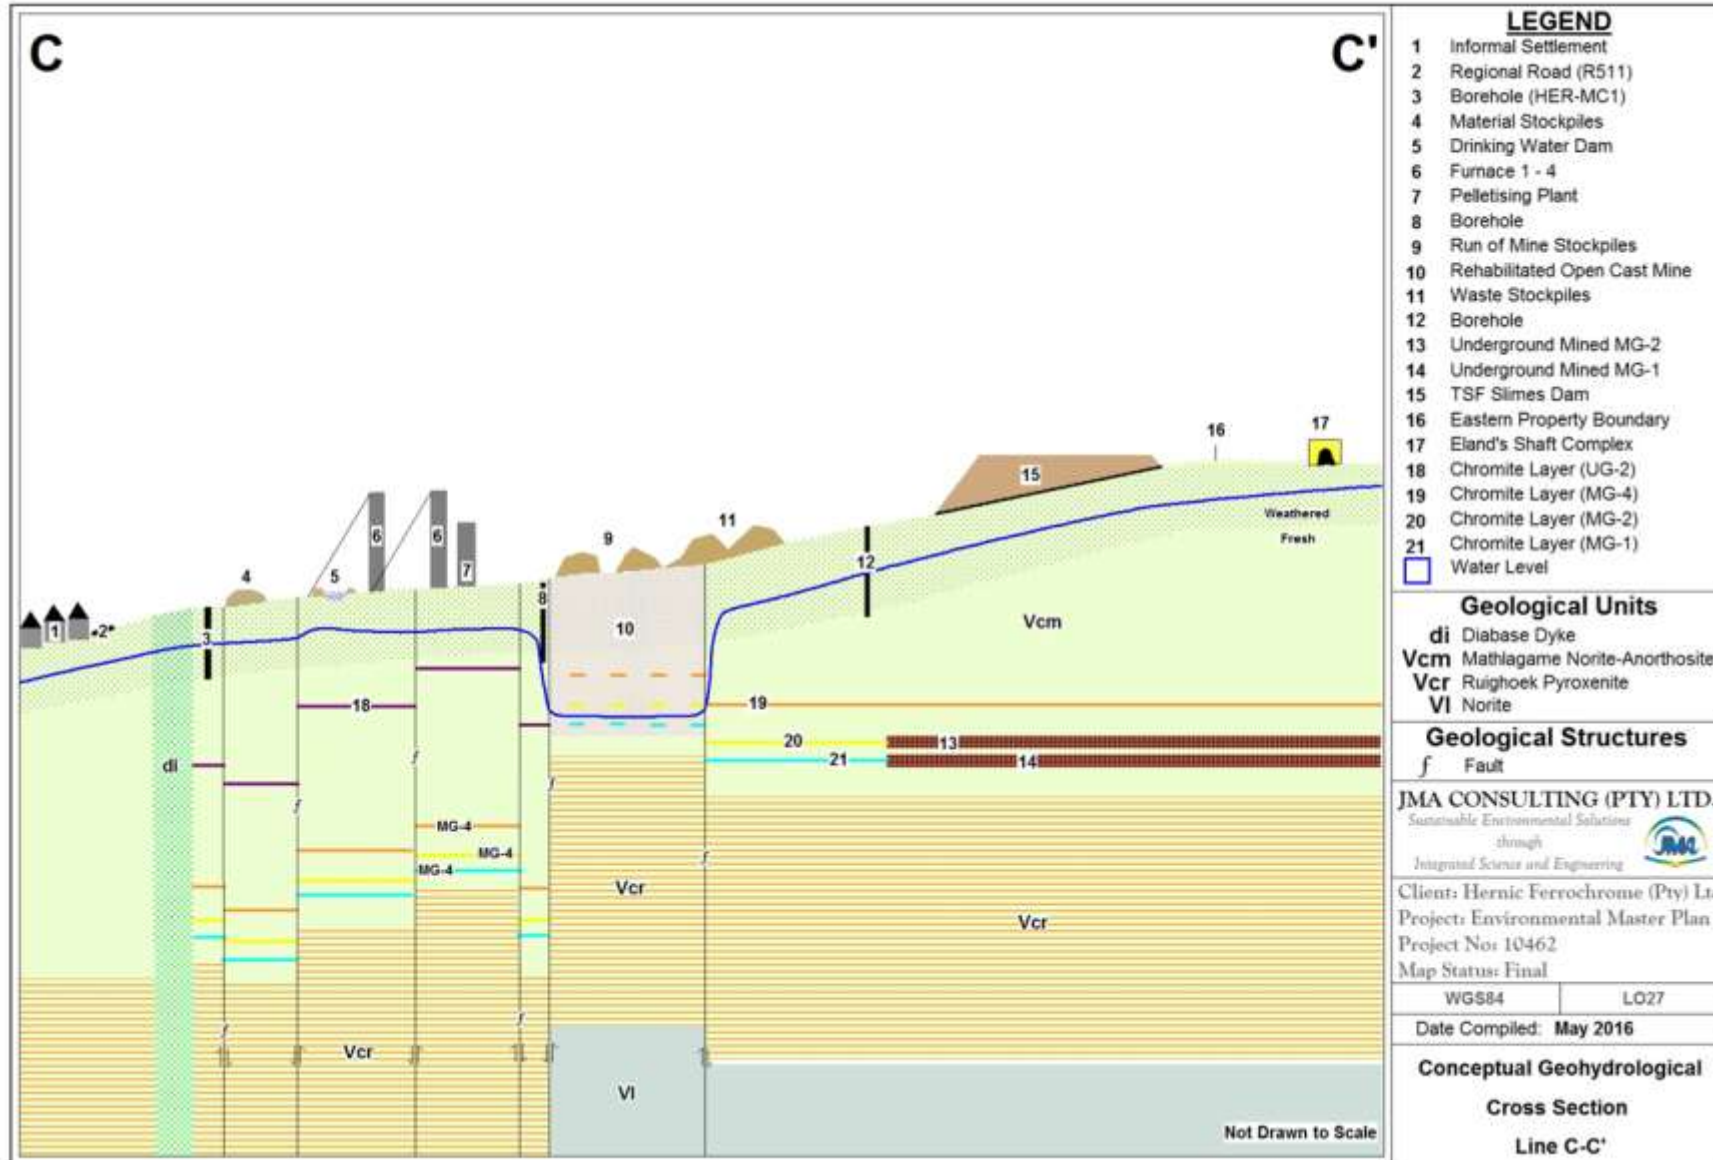 C
C'
16
17
15
Weathered
Fresh
11
9
6
6
7
4
5
8
12
1
•2•
3
10
Vcm
18
19
20
13
21
14
di
f
f
f
MG-4
MG-4
MG-4
f
Vcr
Vcr
f
f
Vcr
Vl
Not Drawn to Scale
LEGEND
1 Informal Settlement
2 Regional Road (R511)
3 Borehole (HER-MC1)
4 Material Stockpiles
5 Drinking Water Dam
6 Furnace 1 - 4
7 Pelletising Plant
8 Borehole
9 Run of Mine Stockpiles
10 Rehabilitated Open Cast Mine
11 Waste Stockpiles
12 Borehole
13 Underground Mined MG-2
14 Underground Mined MG-1
15 TSF Slimes Dam
16 Eastern Property Boundary
17 Eland's Shaft Complex
18 Chromite Layer (UG-2)
19 Chromite Layer (MG-4)
20 Chromite Layer (MG-2)
21 Chromite Layer (MG-1)
Water Level
Geological Units
di Diabase Dyke
Vcm Mathlagame Norite-Anorthosite
Vcr Ruighoek Pyroxenite
Vl Norite
Geological Structures
f Fault
JMA CONSULTING (PTY) LTD.
Sustainable Environmental Solutions
through
Integrated Science and Engineering
JMA
Client: Hernic Ferrochrome (Pty) Lt
Project: Environmental Master Plan
Project No: 10462
Map Status: Final
WGS84 LO27
Date Compiled: May 2016
Conceptual Geohydrological
Cross Section
Line C-C'